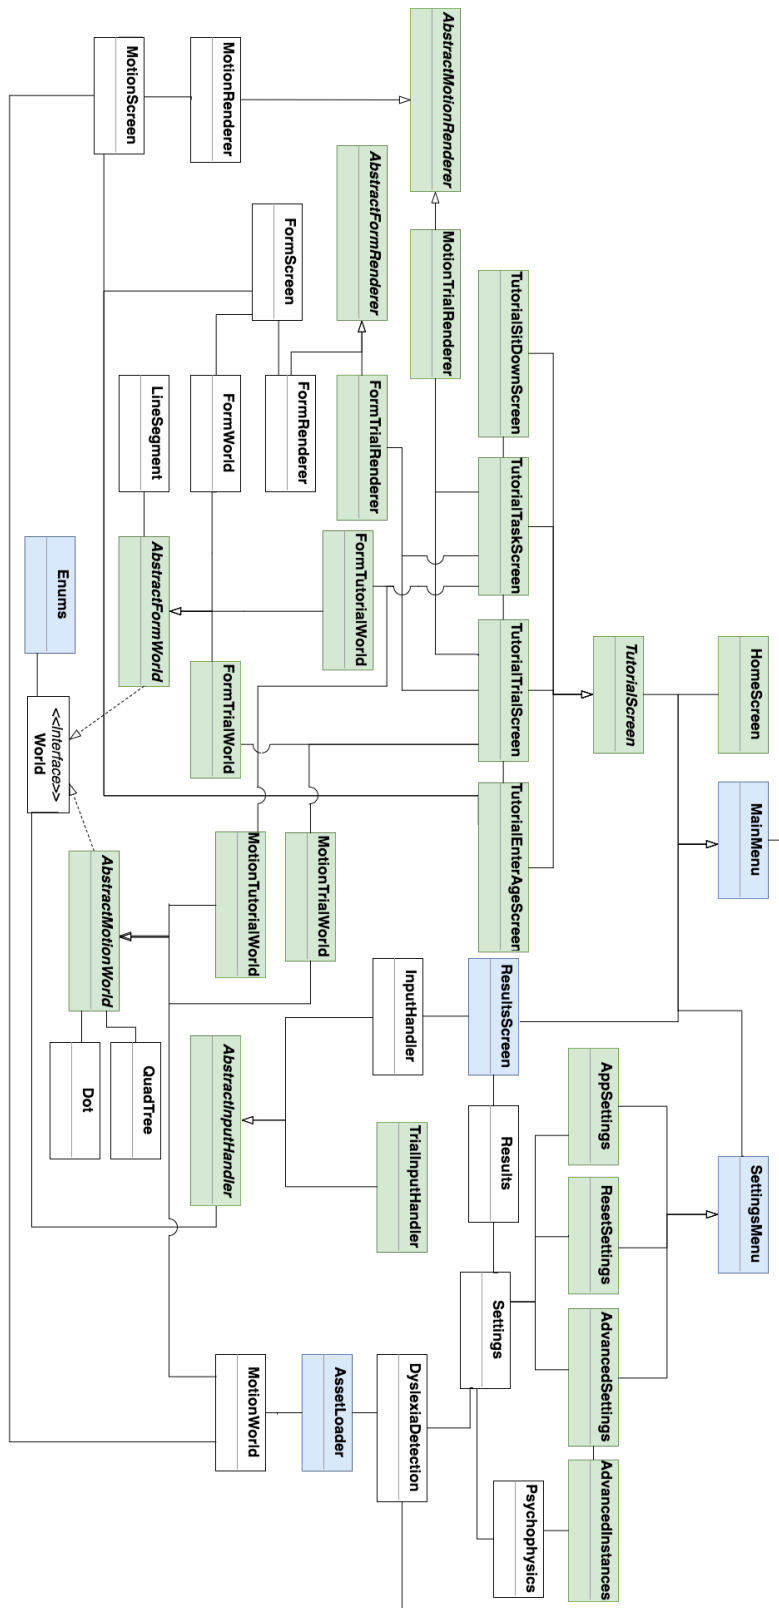 HomeScreen
MainMenu
SettingsMenu
TutorialScreen
AppSettings
ResetSettings
AdvancedSettings
AdvancedInstances
TutorialSitDownScreen
TutorialTaskScreen
TutorialTrialScreen
TutorialEnterAgeScreen
ResultsScreen
Results
Settings
Psychophysics
AbstractMotionRenderer
MotionTrialRenderer
InputHandler
TrialInputHandler
DyslexiaDetection
AbstractFormRenderer
FormTrialRenderer
FormTutorialWorld
MotionTrialWorld
AssetLoader
FormScreen
FormRenderer
MotionRenderer
FormWorld
FormTrialWorld
MotionTutorialWorld
AbstractInputHandler
MotionWorld
MotionScreen
LineSegment
AbstractFormWorld
QuadTree
AbstractMotionWorld
Dot
Enums
<<Interface>>
World